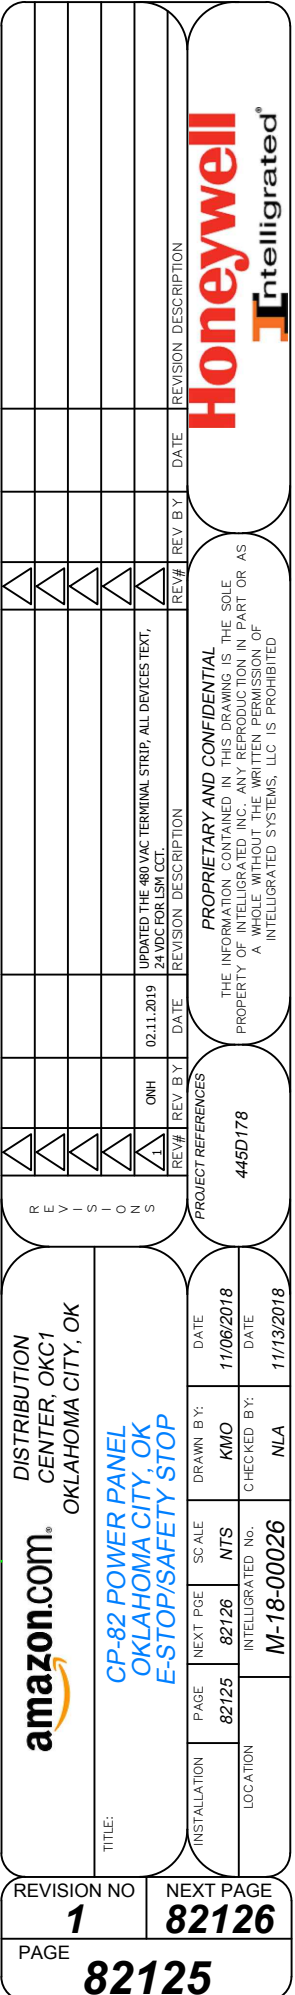 amazon.com®
DISTRIBUTION
CENTER, OKC1
OKLAHOMA CITY, OK
TITLE:
CP-82 POWER PANEL
OKLAHOMA CITY, OK
E-STOP/SAFETY STOP
INSTALLATION
PAGE
82125
NEXT PGE
82126
SCALE
NTS
DRAWN BY:
KMO
DATE
11/06/2018
LOCATION
INTELLIGRATED No.
M-18-00026
CHECKED BY:
NLA
DATE
11/13/2018
REVISIONS
1
ONH
02.11.2019
UPDATED THE 480 VAC TERMINAL STRIP, ALL DEVICES TEXT,
24 VDC FOR LSM CCT.
REV#
REV BY
DATE
REVISION DESCRIPTION
REV#
REV BY
DATE
REVISION DESCRIPTION
PROJECT REFERENCES
445D178
PROPRIETARY AND CONFIDENTIAL
THE INFORMATION CONTAINED IN THIS DRAWING IS THE SOLE
PROPERTY OF INTELLIGRATED INC. ANY REPRODUCTION IN PART OR AS
A WHOLE WITHOUT THE WRITTEN PERMISSION OF
INTELLIGRATED SYSTEMS, LLC IS PROHIBITED
Honeywell
Intelligrated®
REVISION NO
1
NEXT PAGE
82126
PAGE
82125